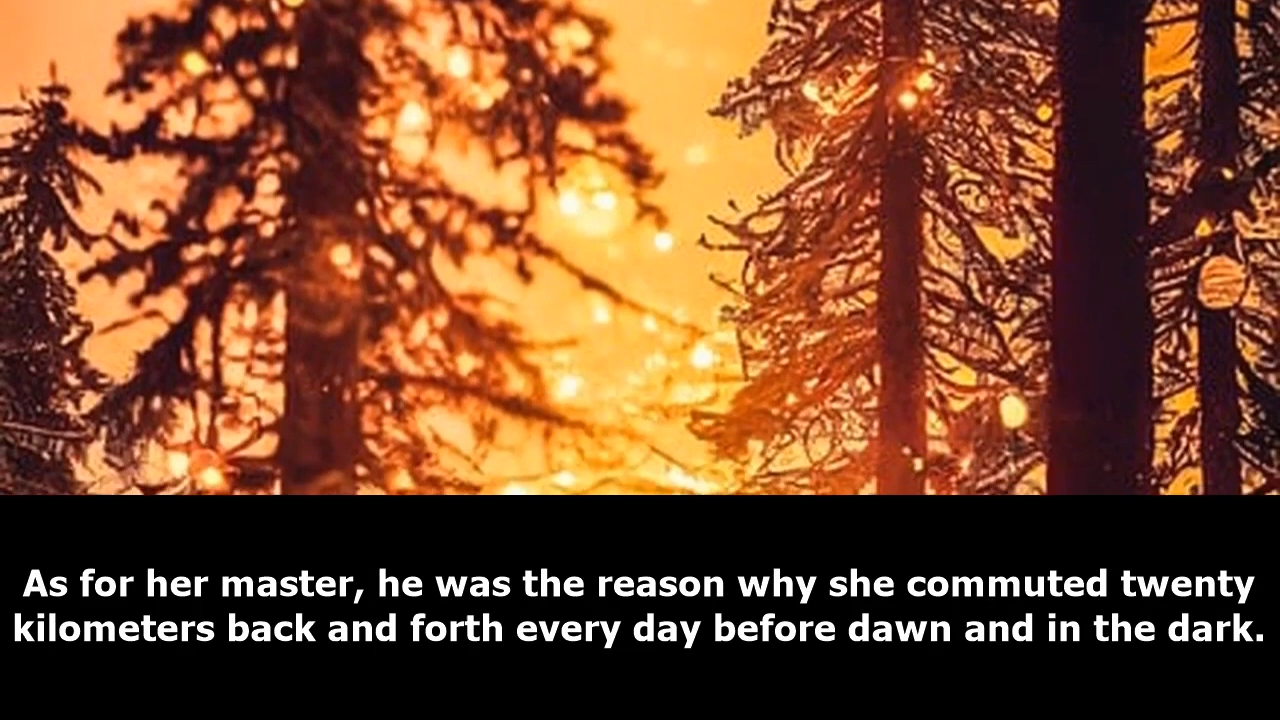 As for her master, he was the reason why she commuted twenty
kilometers back and forth every day before dawn and in the dark.